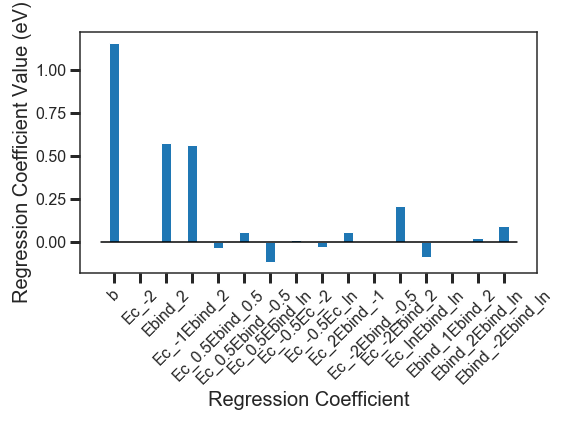 Regression Coefficient Value (eV)
1.00
0.75
0.50
0.25
0.00
b
Ec_-2
Ebind_2
Ec_-1Ebind_2
Ec_0.5Ebind_0.5
Ec_0.5Ebind_-0.5
Ec_0.5Ebind_ln
Ec_-0.5Ec_-2
Ec_-0.5Ec_ln
Ec_2Ebind_-1
Ec_-2Ebind_-0.5
Ec_-2Ebind_2
Ec_lnEbind_ln
Ebind_1Ebind_2
Ebind_2Ebind_ln
Ebind_-2Ebind_ln
Regression Coefficient